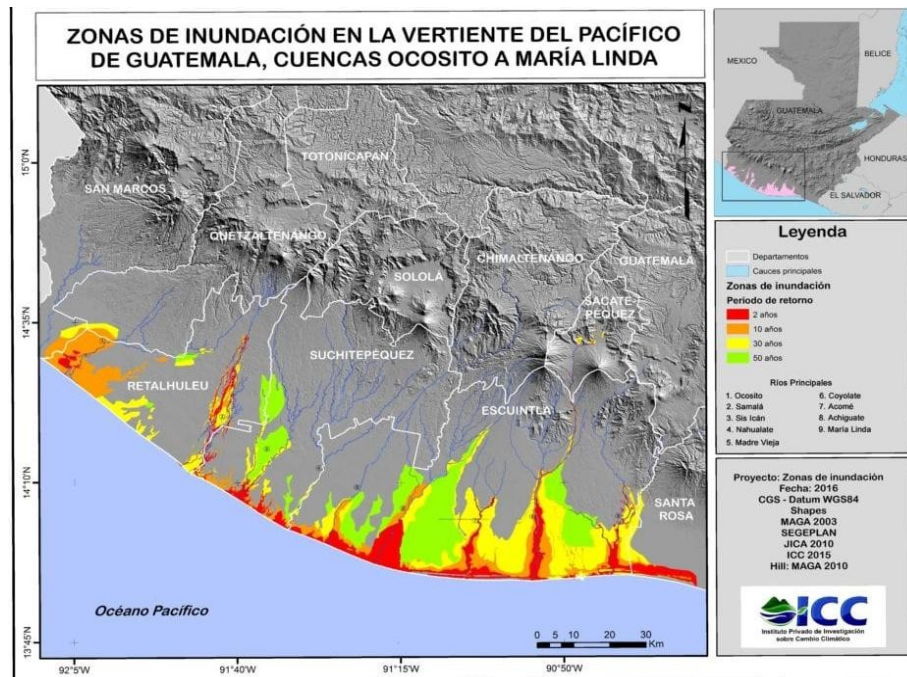 ZONAS DE INUNDACIÓN EN LA VERTIENTE DEL PACÍFICO
DE GUATEMALA, CUENCAS OCOSITO A MARÍA LINDA
15°0'N
14°35'N
14°10'N
13°45'N
92°5'W
91°40'W
91°15'W
90°50'W
TOTONICAPAN
SAN MARCOS
QUETZALTENANGO
CHIMALTENANGO
GUATEMALA
SOLOLÁ
SACATE-
PÉQUEZ
SUCHITEPÉQUEZ
RETALHULEU
ESCUINTLA
SANTA
ROSA
Océano Pacífico
0 5 10 20 30
Km
MEXICO
BELICE
GUATEMALA
HONDURAS
EL SALVADOR
Leyenda
Departamentos
Cauces principales
Zonas de inundación
Periodo de retorno
2 años
10 años
30 años
50 años
Ríos Principales
1. Ocosito
2. Samalá
3. Sis Icán
4. Nahualate
5. Madre Vieja
6. Coyolate
7. Acomé
8. Achiguate
9. María Linda
Proyecto: Zonas de inundación
Fecha: 2016
CGS - Datum WGS84
Shapes
MAGA 2003
SEGEPLAN
JICA 2010
ICC 2015
Hill: MAGA 2010
ICC
Instituto Privado de Investigación
sobre Cambio Climático